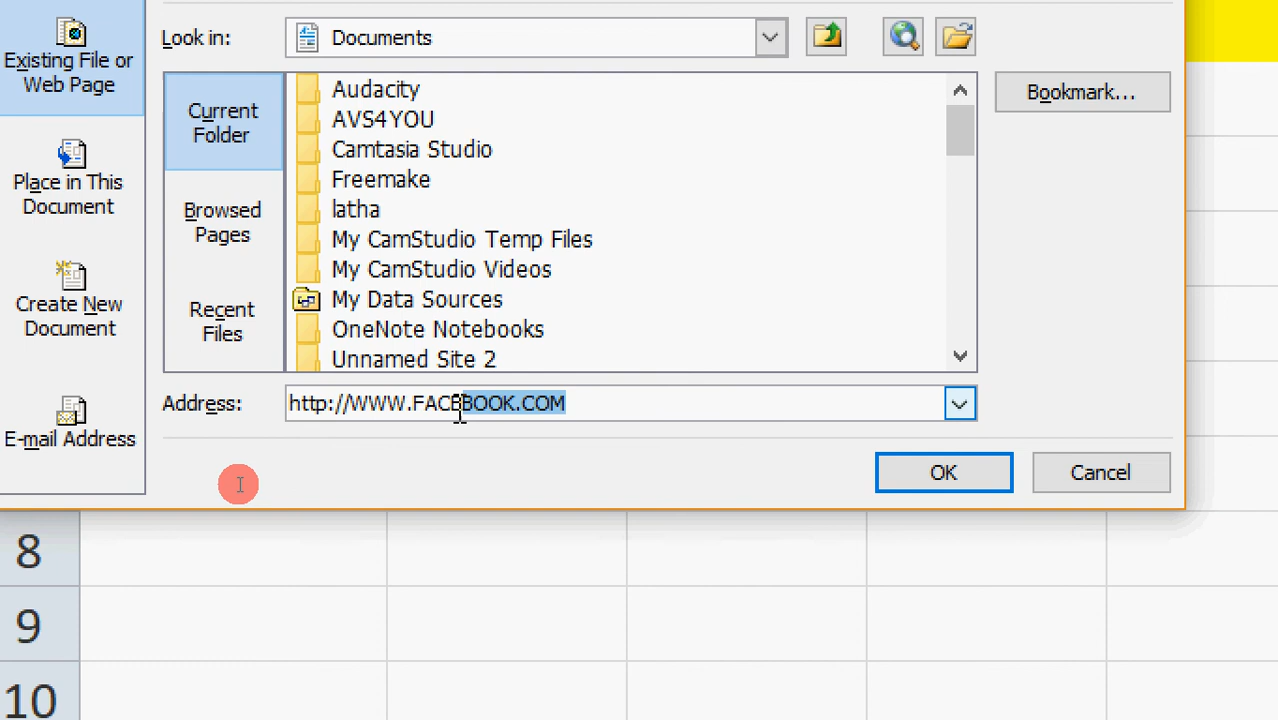 Existing File or
Web Page
Place in This
Document
Create New
Document
E-mail Address
Look in:
Documents
Current
Folder
Browsed
Pages
Recent
Files
Audacity
AVS4YOU
Camtasia Studio
Freemake
latha
My CamStudio Temp Files
My CamStudio Videos
My Data Sources
OneNote Notebooks
Unnamed Site 2
Bookmark...
Address:
http://WWW.FACEBOOK.COM
OK
Cancel
8
9
10